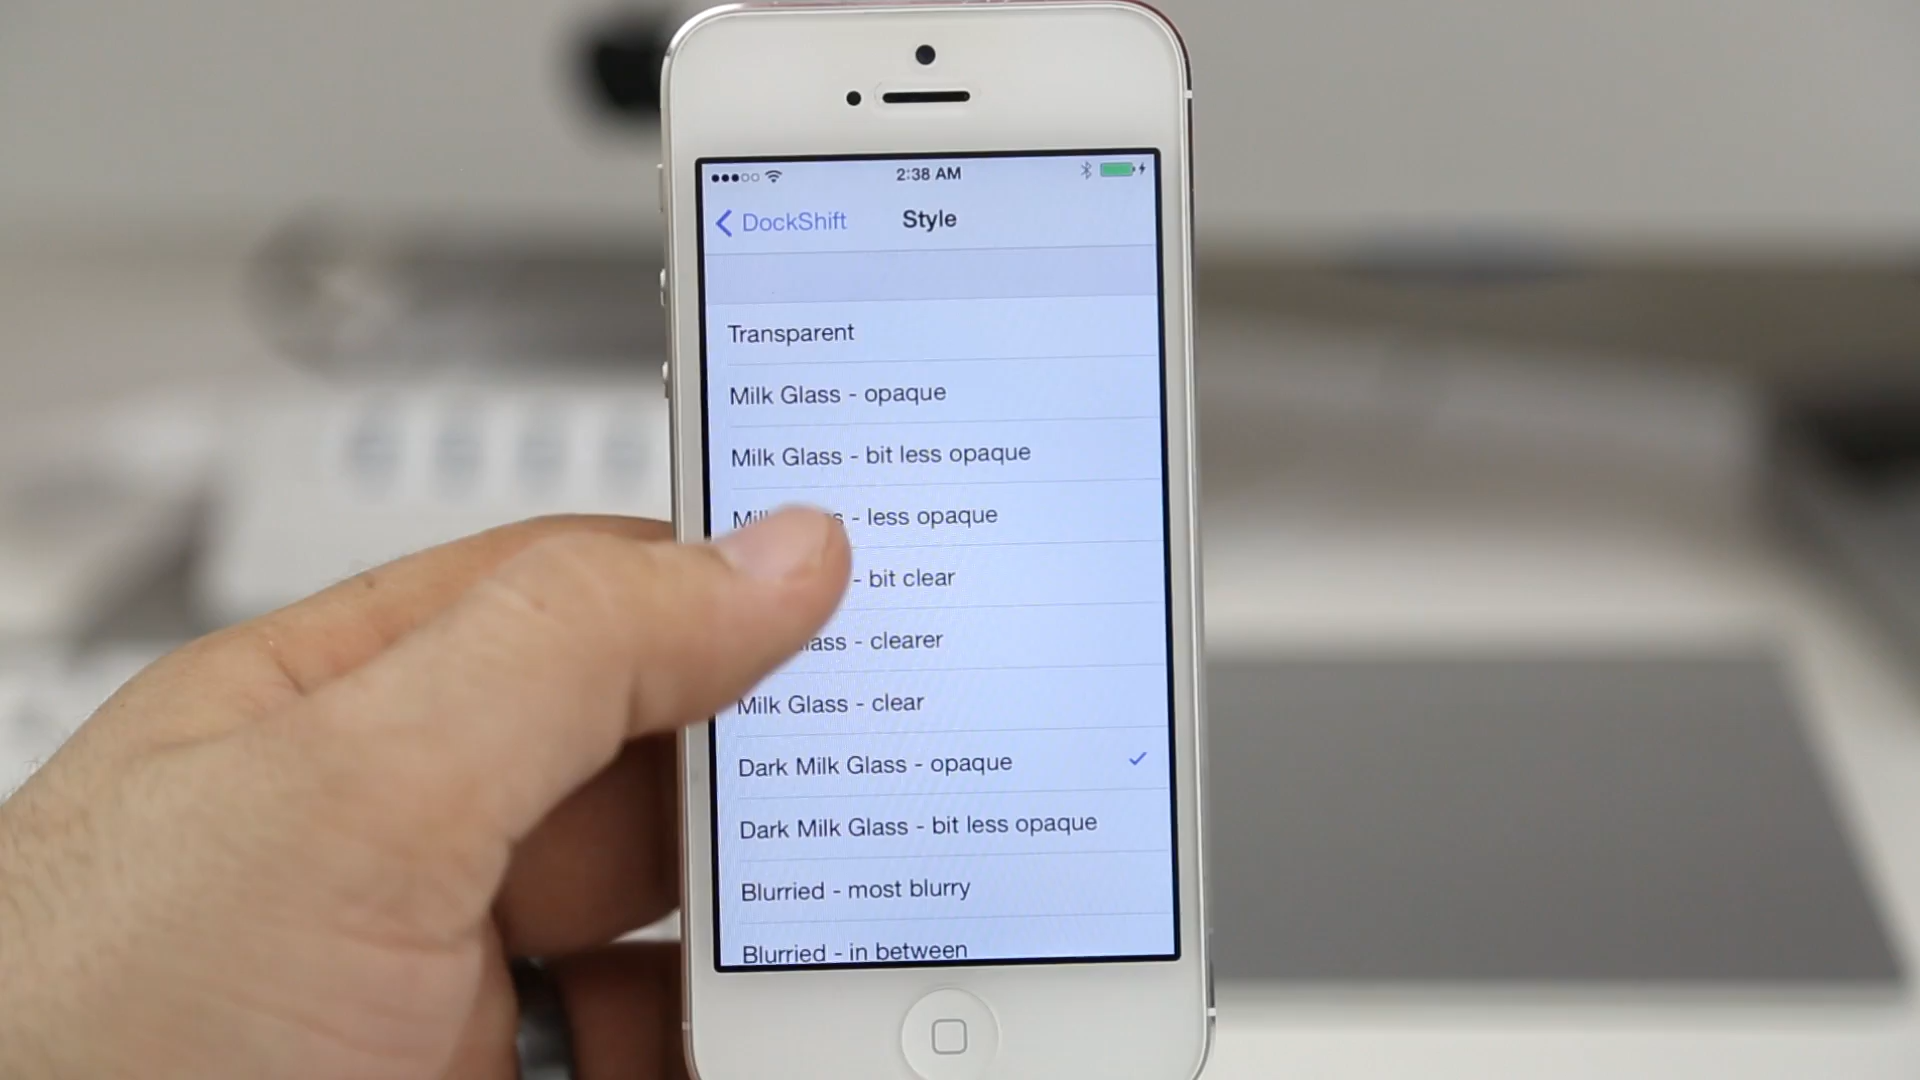 2:38 AM
DockShift Style
Transparent
Milk Glass - opaque
Milk Glass - bit less opaque
- less opaque
- bit clear
- clearer
Milk Glass - clear
Dark Milk Glass - opaque
Dark Milk Glass - bit less opaque
Blurried - most blurry
Blurried - in between